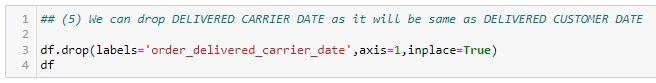 1 ## (5) We can drop DELIVERED CARRIER DATE as it will be same as DELIVERED CUSTOMER DATE
2
3 df.drop(labels='order_delivered_carrier_date',axis=1,inplace=True)
4 df